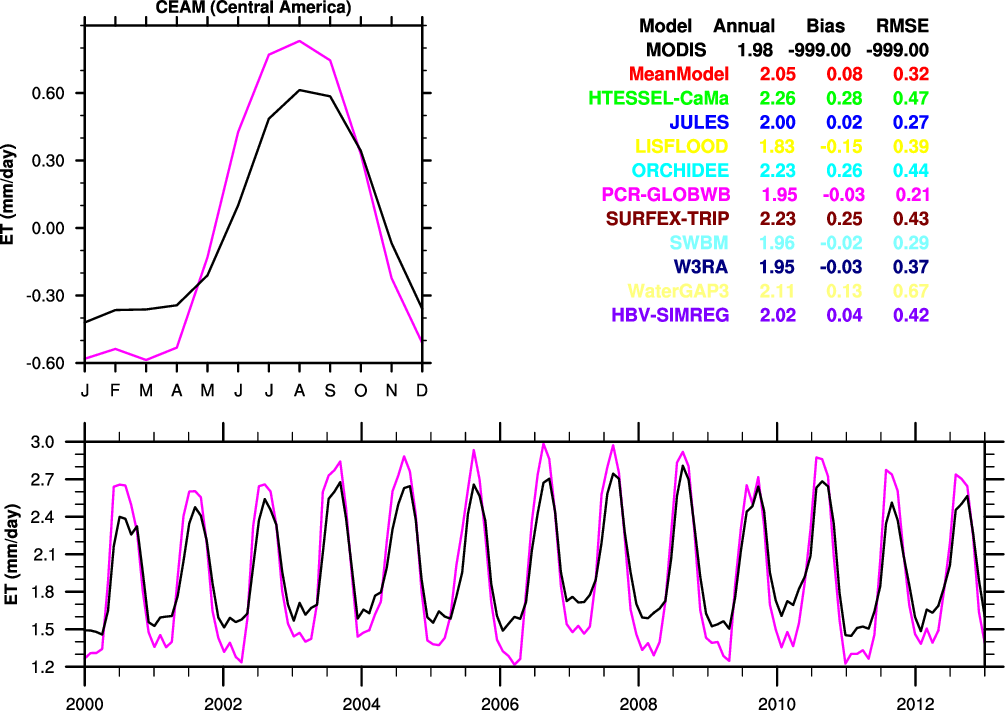 CEAM (Central America)
ET (mm/day)
0.60
0.30
0.00
-0.30
-0.60
J F M A M J J A S O N D
Model Annual Bias RMSE
MODIS 1.98 -999.00 -999.00
MeanModel 2.05 0.08 0.32
HTESSEL-CaMa 2.26 0.28 0.47
JULES 2.00 0.02 0.27
LISFLOOD 1.83 -0.15 0.39
ORCHIDEE 2.23 0.26 0.44
PCR-GLOBWB 1.95 -0.03 0.21
SURFEX-TRIP 2.23 0.25 0.43
SWBM 1.96 -0.02 0.29
W3RA 1.95 -0.03 0.37
WaterGAP3 2.11 0.13 0.67
HBV-SIMREG 2.02 0.04 0.42
ET (mm/day)
3.0
2.7
2.4
2.1
1.8
1.5
1.2
2000 2002 2004 2006 2008 2010 2012